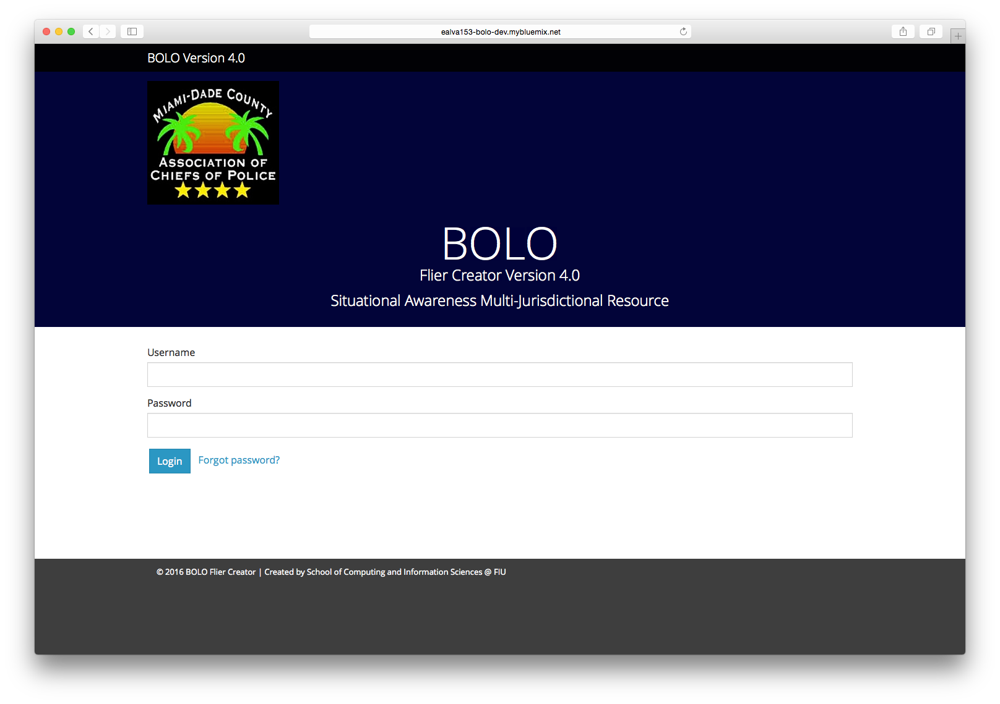 ealva153-bolo-dev.mybluemix.net
BOLO Version 4.0
MIAMI-DADE COUNTY
ASSOCIATION OF
CHIEFS OF POLICE
BOLO
Flier Creator Version 4.0
Situational Awareness Multi-Jurisdictional Resource
Username
Password
Login Forgot password?
© 2016 BOLO Flier Creator | Created by School of Computing and Information Sciences @ FIU